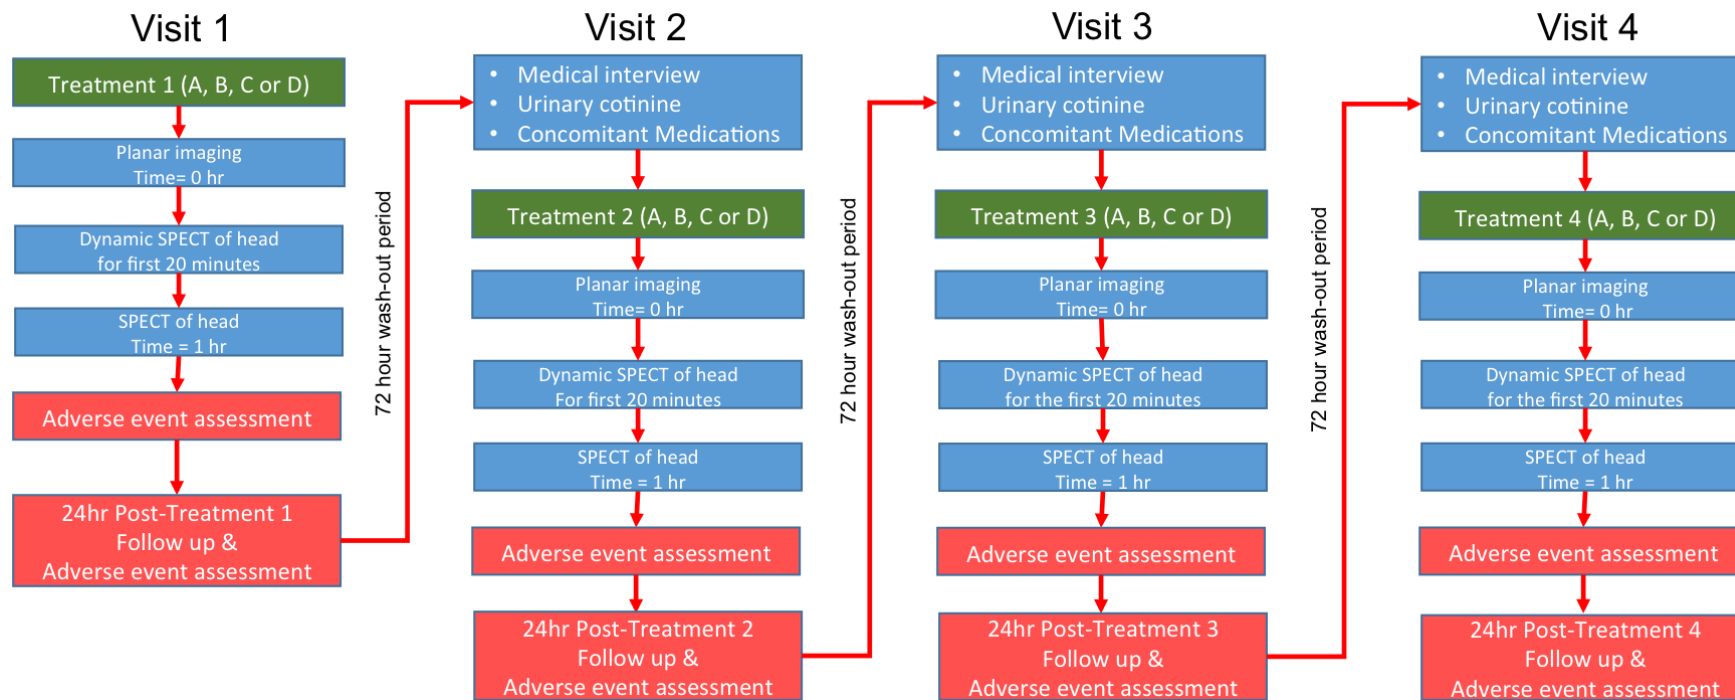 Visit 1
Treatment 1 (A, B, C or D)
Planar imaging
Time= 0 hr
Dynamic SPECT of head
for first 20 minutes
SPECT of head
Time = 1 hr
Adverse event assessment
24hr Post-Treatment 1
Follow up &
Adverse event assessment
72 hour wash-out period
Visit 2
• Medical interview
• Urinary cotinine
• Concomitant Medications
Treatment 2 (A, B, C or D)
Planar imaging
Time= 0 hr
Dynamic SPECT of head
For first 20 minutes
SPECT of head
Time = 1 hr
Adverse event assessment
24hr Post-Treatment 2
Follow up &
Adverse event assessment
72 hour wash-out period
Visit 3
• Medical interview
• Urinary cotinine
• Concomitant Medications
Treatment 3 (A, B, C or D)
Planar imaging
Time= 0 hr
Dynamic SPECT of head
for the first 20 minutes
SPECT of head
Time = 1 hr
Adverse event assessment
24hr Post-Treatment 3
Follow up &
Adverse event assessment
72 hour wash-out period
Visit 4
• Medical interview
• Urinary cotinine
• Concomitant Medications
Treatment 4 (A, B, C or D)
Planar imaging
Time= 0 hr
Dynamic SPECT of head
for the first 20 minutes
SPECT of head
Time = 1 hr
Adverse event assessment
24hr Post-Treatment 4
Follow up &
Adverse event assessment